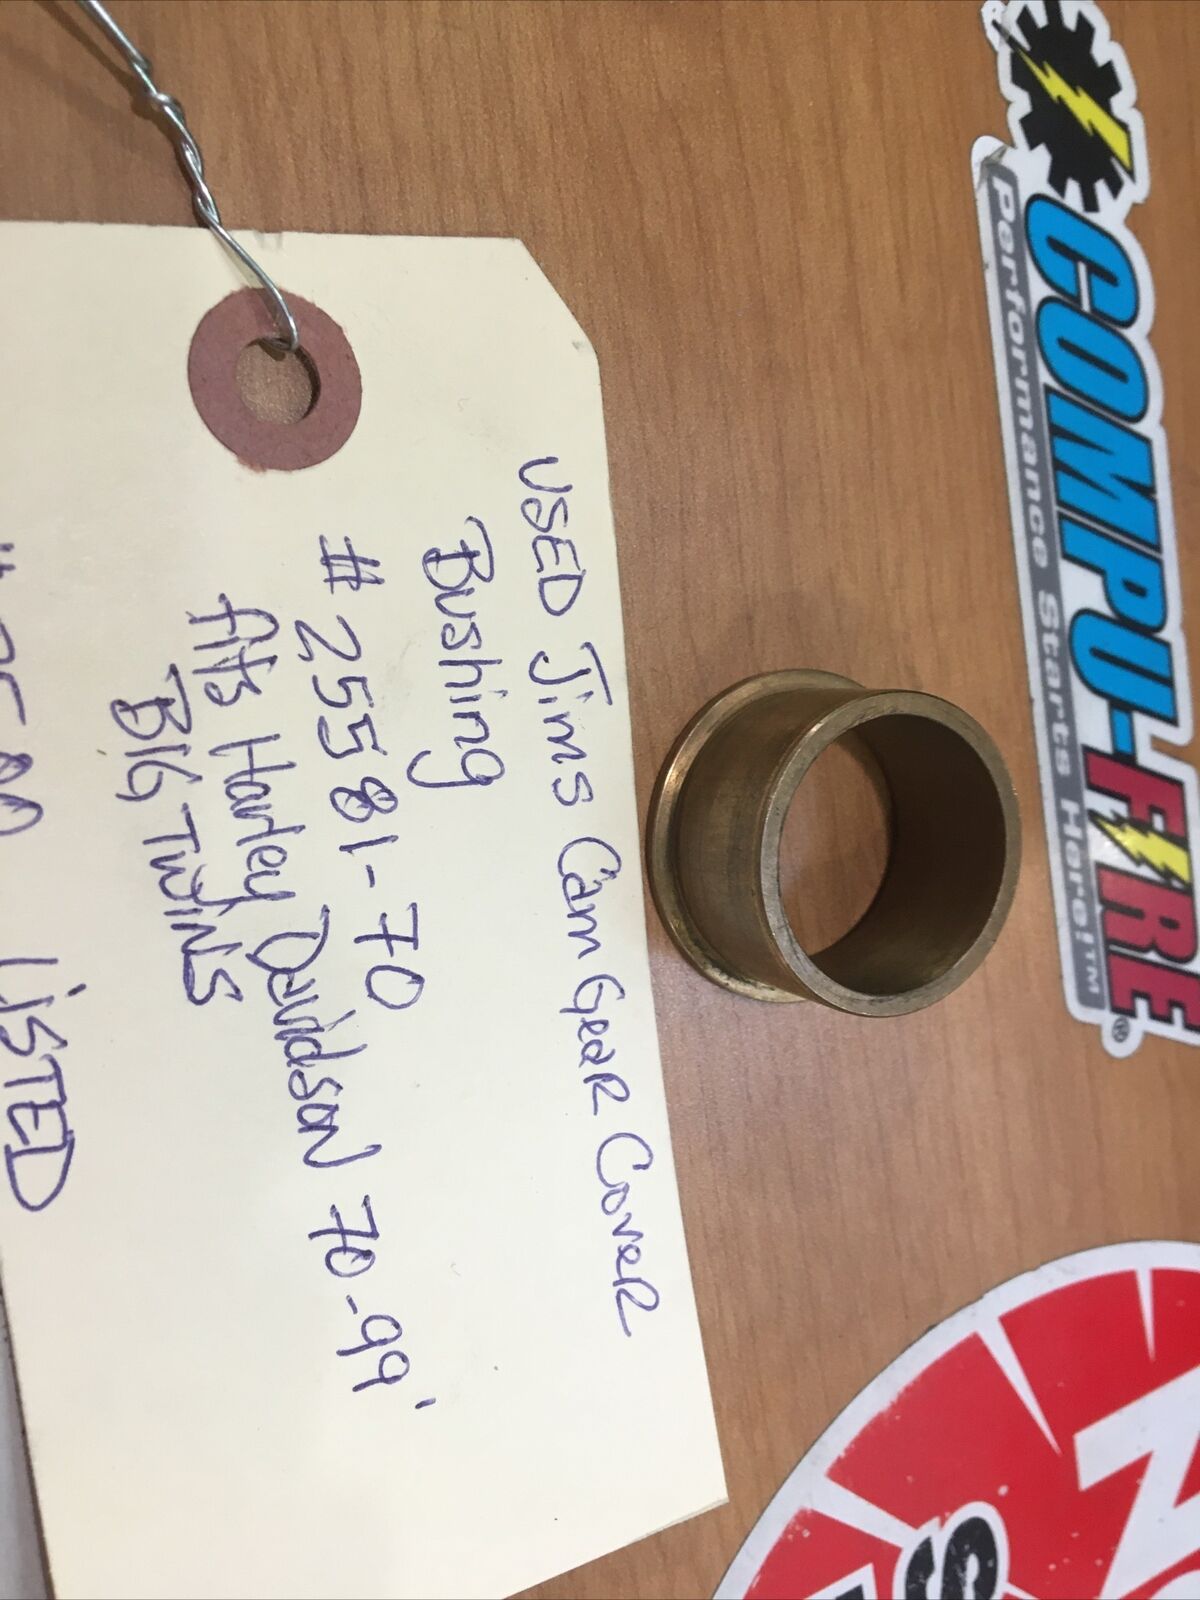 USED Jims Cam Gear Cover
Bushing
# 25581-70
fits Harley Davidson 70-99'
BIG TWINS
LISTED
COMPU-FIRE®
Performance Starts Here!™